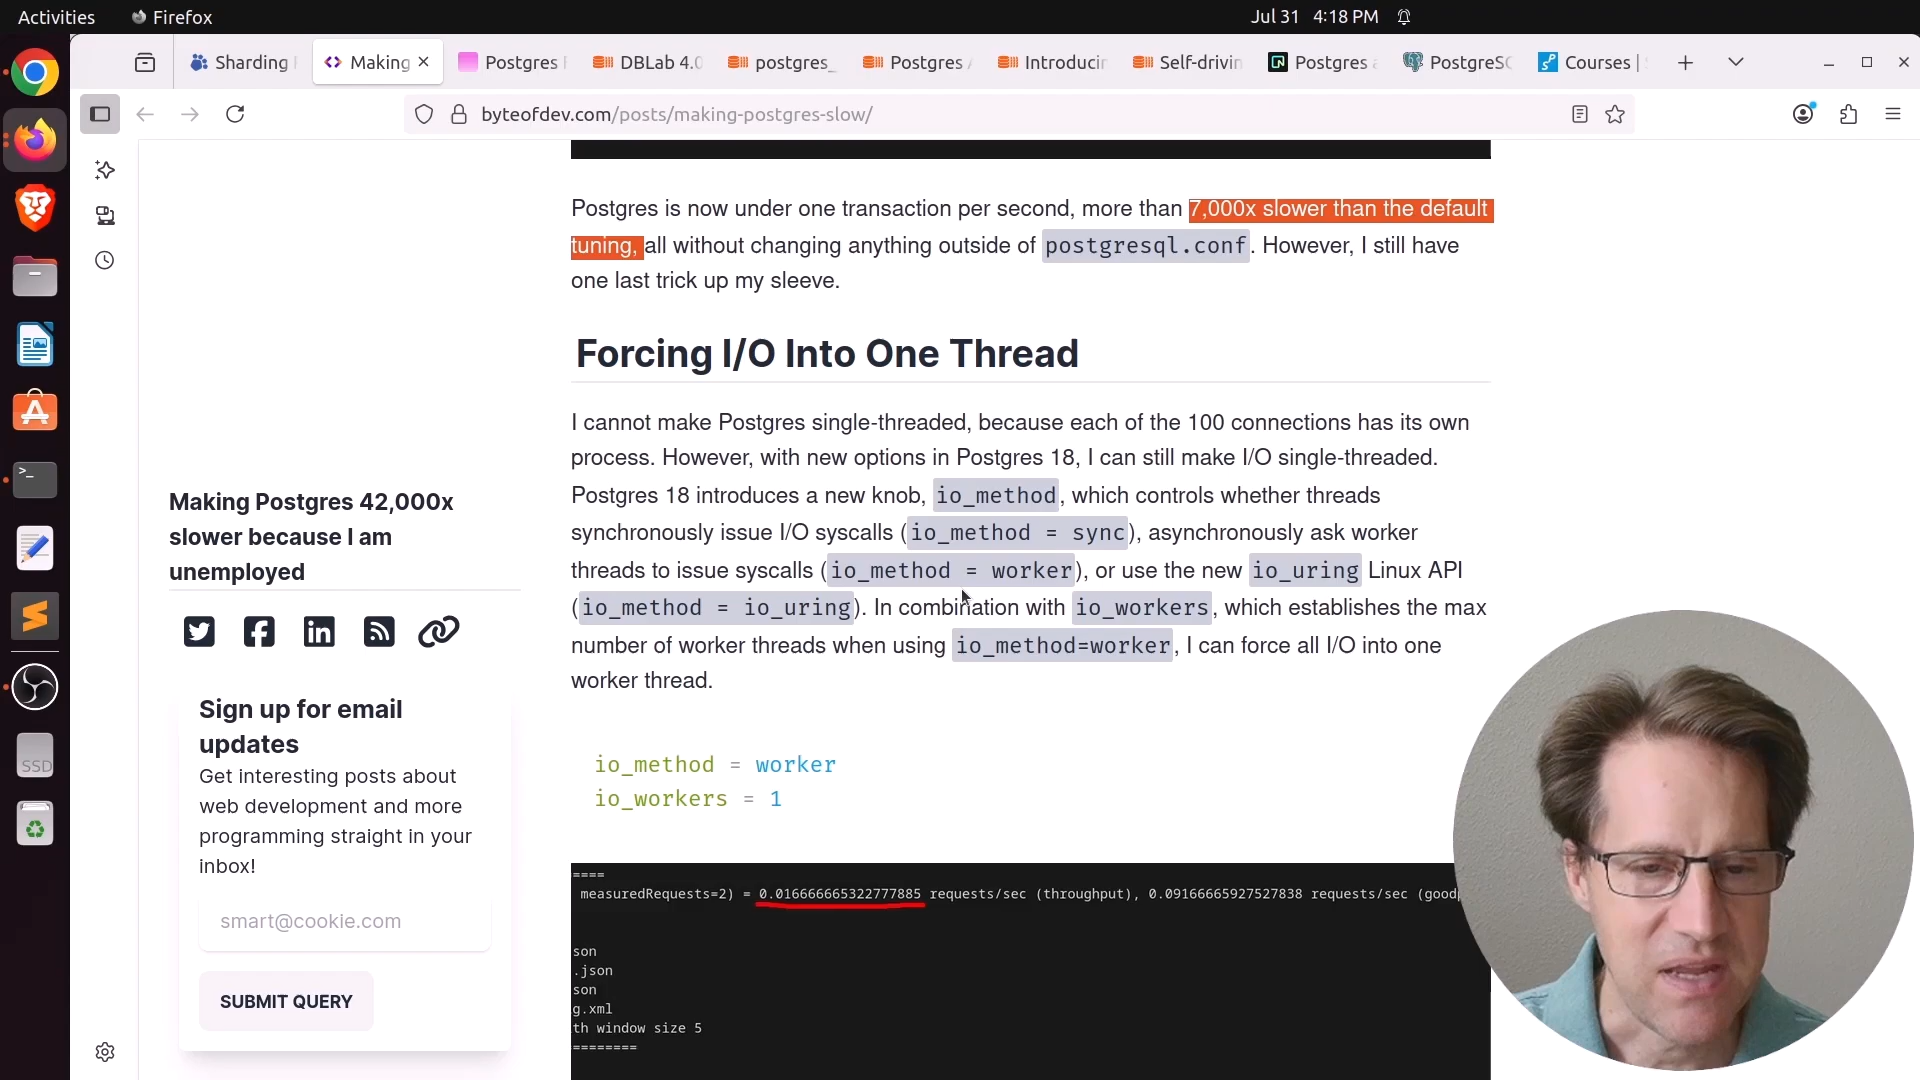 Activities
Firefox
Jul 31 4:18 PM
Sharding
Making
Postgres
DBLab 4.0
postgres_
Postgres
Introducin
Self-drivin
Postgres a
PostgreSQ
Courses |
byteofdev.com/posts/making-postgres-slow/
Postgres is now under one transaction per second, more than 7,000x slower than the default
tuning, all without changing anything outside of postgresql.conf. However, I still have
one last trick up my sleeve.
Forcing I/O Into One Thread
I cannot make Postgres single-threaded, because each of the 100 connections has its own
process. However, with new options in Postgres 18, I can still make I/O single-threaded.
Postgres 18 introduces a new knob, io_method, which controls whether threads
synchronously issue I/O syscalls (io_method = sync), asynchronously ask worker
threads to issue syscalls (io_method = worker), or use the new io_uring Linux API
(io_method = io_uring). In combination with io_workers, which establishes the max
number of worker threads when using io_method=worker, I can force all I/O into one
worker thread.
io_method = worker
io_workers = 1
====
measuredRequests=2) = 0.016666665322777885 requests/sec (throughput), 0.09166665927527838 requests/sec (good
son
.json
son
g.xml
th window size 5
========
Making Postgres 42,000x
slower because I am
unemployed
Sign up for email
updates
Get interesting posts about
web development and more
programming straight in your
inbox!
smart@cookie.com
SUBMIT QUERY
SSD